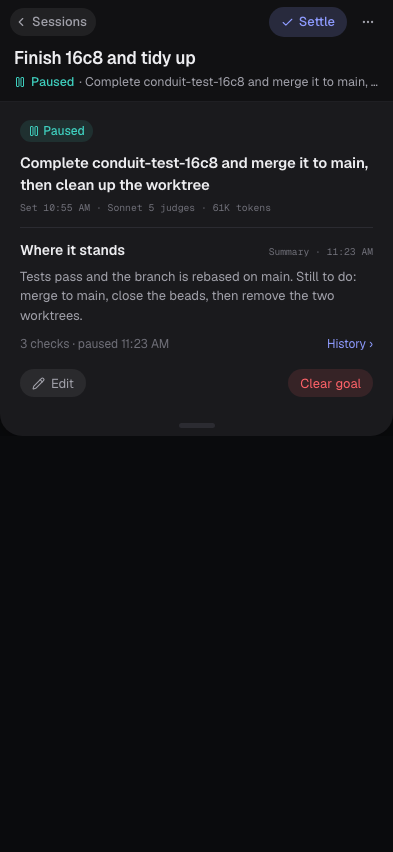 Sessions
Settle
Finish 16c8 and tidy up
Paused · Complete conduit-test-16c8 and merge it to main, …
Paused
Complete conduit-test-16c8 and merge it to main,
then clean up the worktree
Set 10:55 AM · Sonnet 5 judges · 61K tokens
Where it stands
Summary · 11:23 AM
Tests pass and the branch is rebased on main. Still to do:
merge to main, close the beads, then remove the two
worktrees.
3 checks · paused 11:23 AM
History ›
Edit
Clear goal